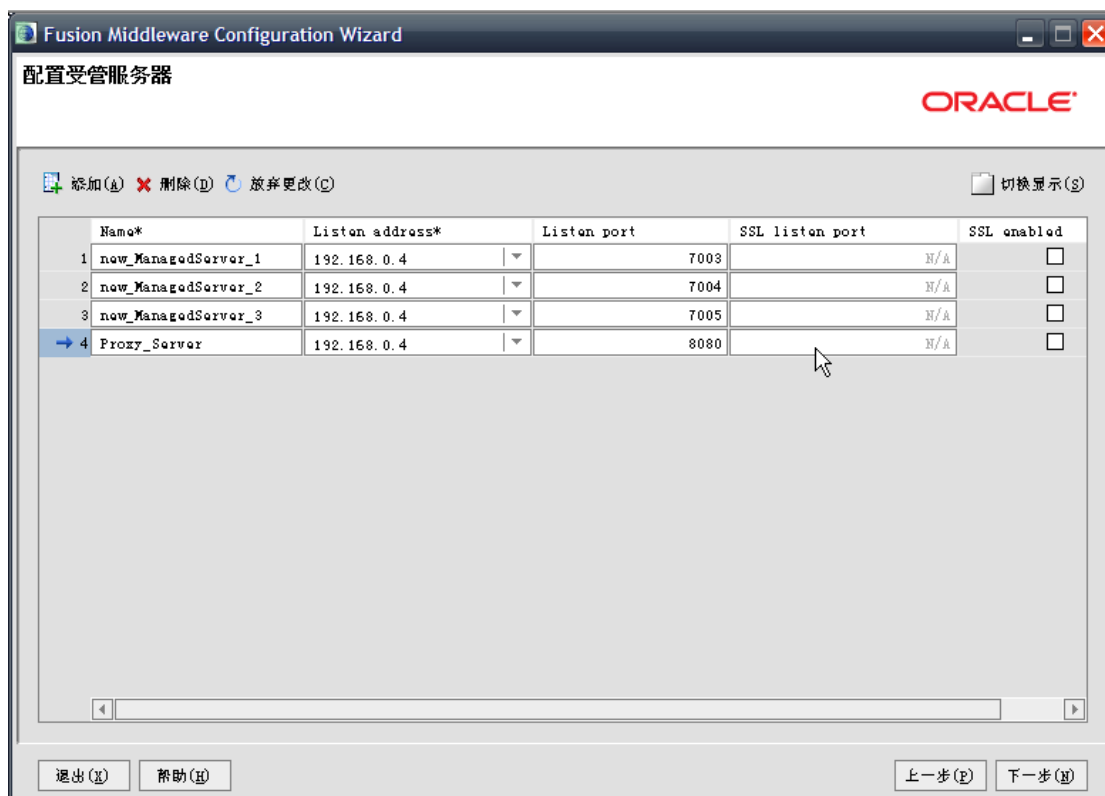 Fusion Middleware Configuration Wizard
配置受管服务器
ORACLE
添加(A) 删除(D) 放弃更改(C) 切换显示(S)
Name* Listen address* Listen port SSL listen port SSL enabled
1 new_ManagedServer_1 192.168.0.4 7003 N/A
2 new_ManagedServer_2 192.168.0.4 7004 N/A
3 new_ManagedServer_3 192.168.0.4 7005 N/A
4 Proxy_Server 192.168.0.4 8080 N/A
退出(X) 帮助(H) 上一步(P) 下一步(N)